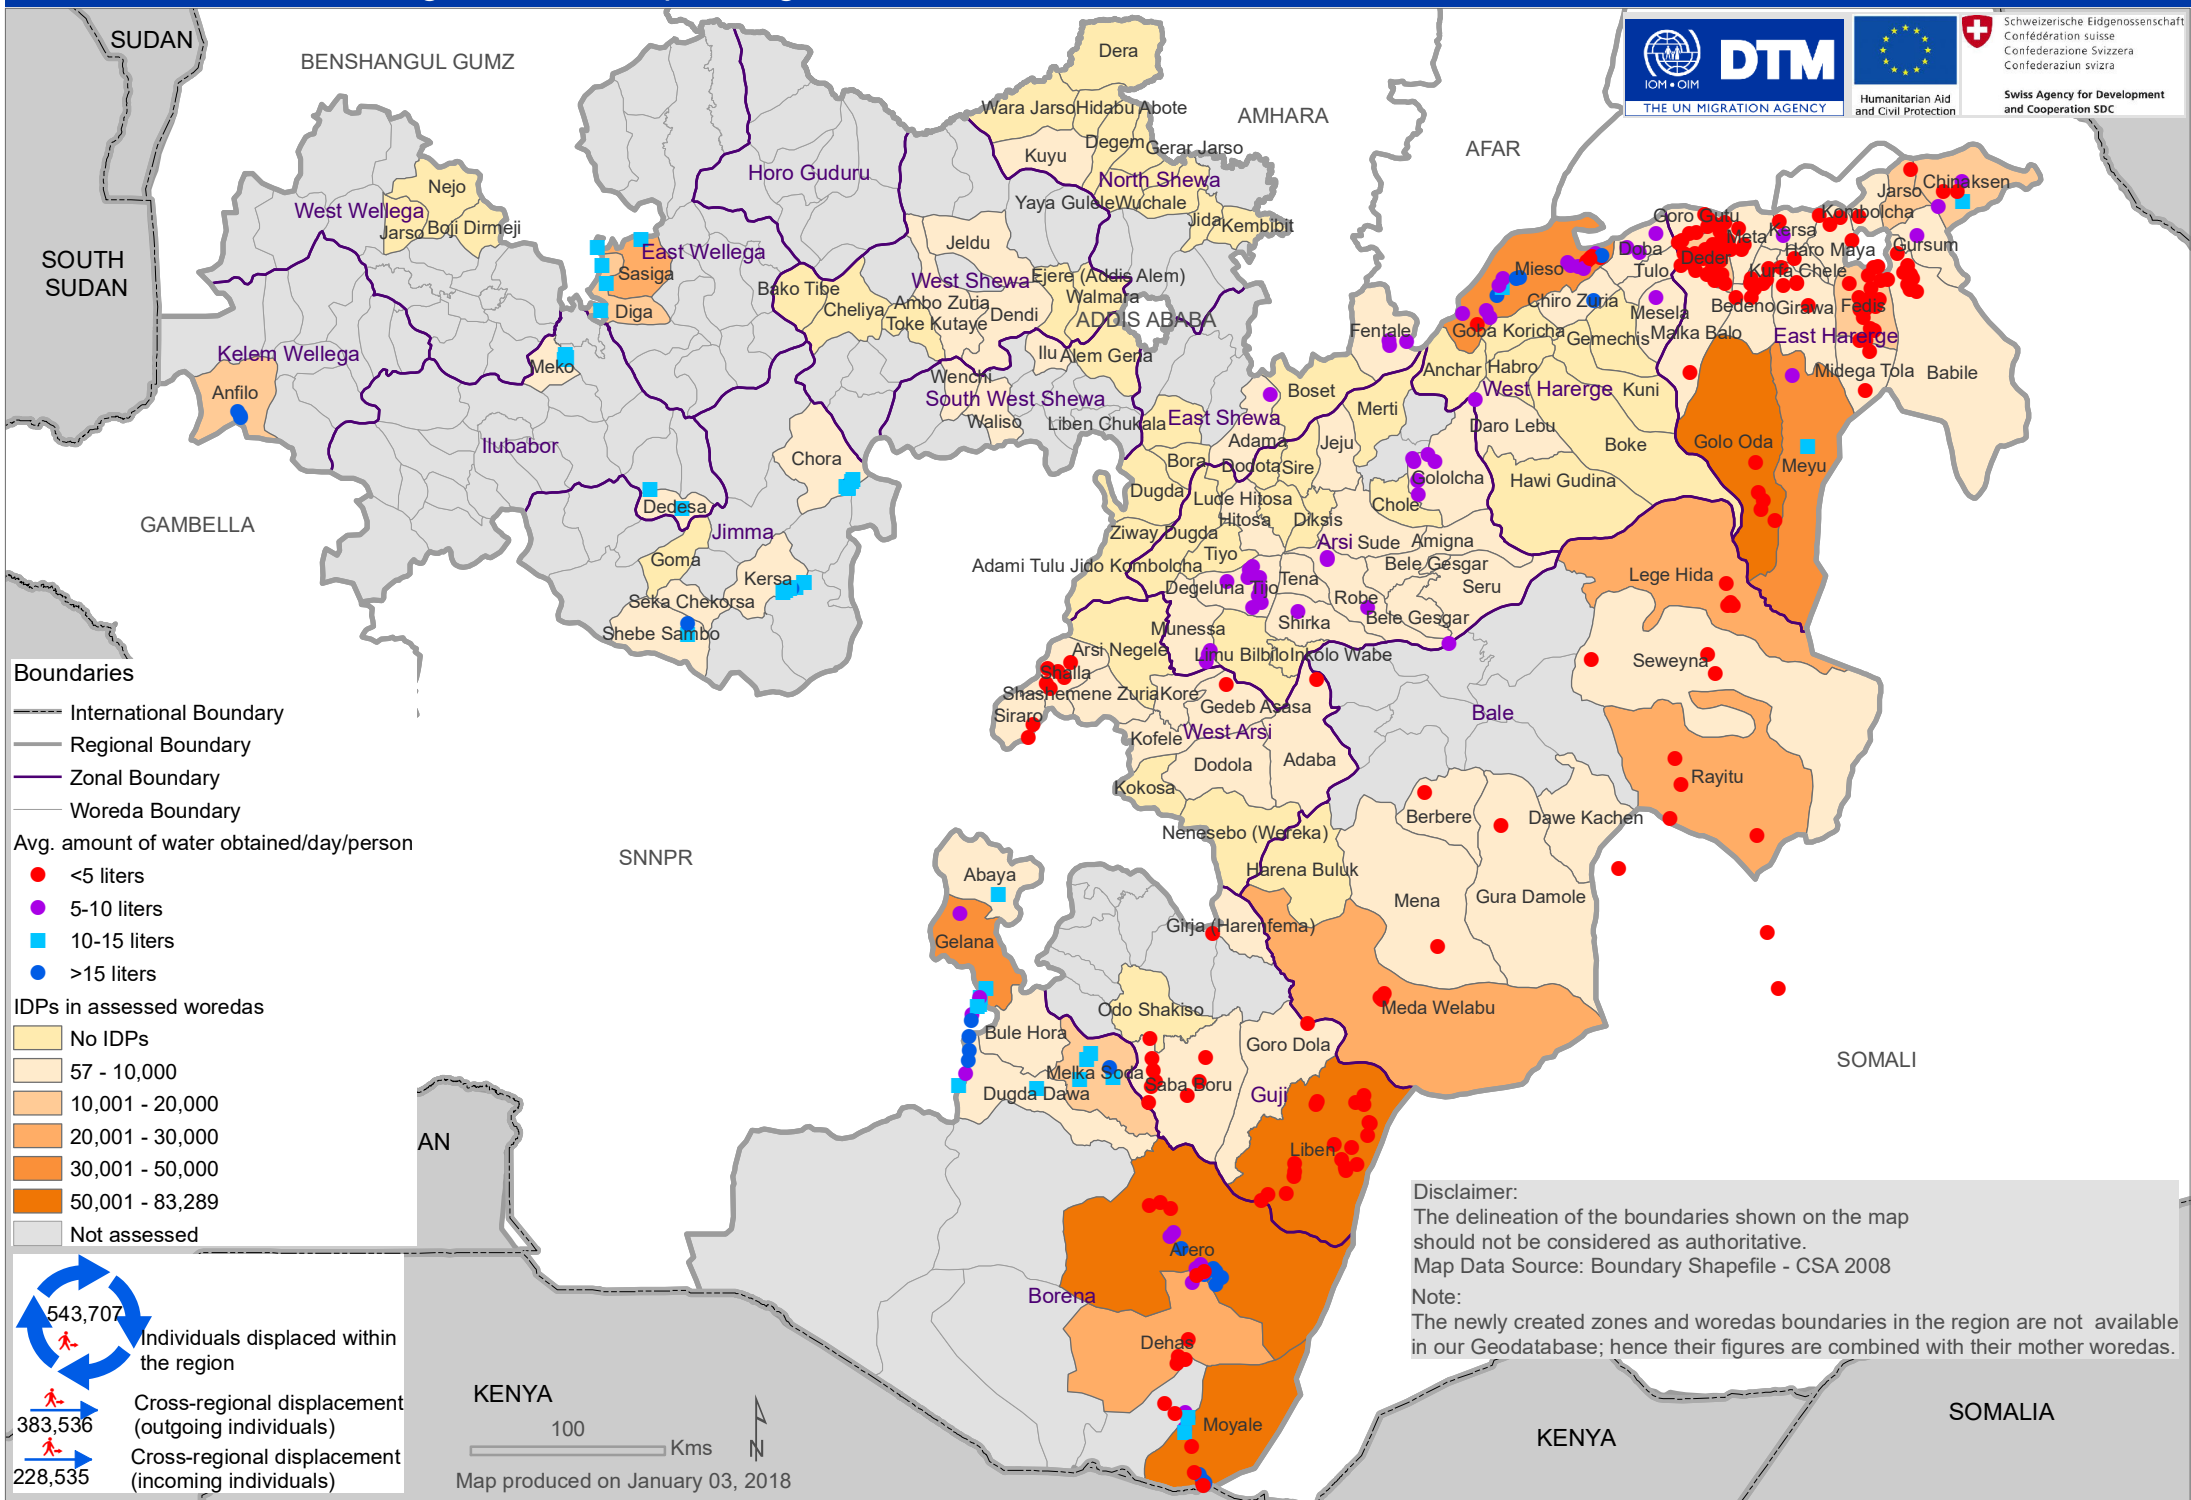 SUDAN
BENSHANGUL GUMZ
AMHARA
AFAR
SOUTH
SUDAN
GAMBELLA
SNNPR
SOMALI
ADDIS ABABA
KENYA
KENYA
SOMALIA
AN
IOM • OIM
DTM
THE UN MIGRATION AGENCY
Humanitarian Aid
and Civil Protection
Schweizerische Eidgenossenschaft
Confédération suisse
Confederazione Svizzera
Confederaziun svizra
Swiss Agency for Development
and Cooperation SDC
Dera
Wara Jarso
Hidabu Abote
Kuyu
Degem
Gerar Jarso
North Shewa
Yaya Gulele
Wuchale
Jida
Kembibit
Horo Guduru
Nejo
West Wellega
Jarso
Boji Dirmeji
East Wellega
Sasiga
Diga
Jeldu
West Shewa
Ejere (Addis Alem)
Bako Tibe
Cheliya
Ambo Zuria
Walmara
Toke Kutaye
Dendi
Kelem Wellega
Anfilo
Meko
Ilu
Alem Gena
Wenchi
South West Shewa
Waliso
Liben Chukala
Ilubabor
Chora
Dedesa
Jimma
Goma
Kersa
Seka Chekorsa
Shebe Sambo
Fentale
Mieso
Doba
Tulo
Chiro Zuria
Mesela
Goba Koricha
Gemechis
Malka Balo
Anchar
Habro
West Harerge
Kuni
Daro Lebu
Boke
Hawi Gudina
Goro Gutu
Meta
Kersa
Kombolcha
Jarso
Chinaksen
Haro Maya
Gursum
Deder
Kurfa Chele
Bedeno
Girawa
Fedis
East Harerge
Midega Tola
Babile
Golo Oda
Meyu
Boset
East Shewa
Merti
Adama
Jeju
Bora
Dodota
Sire
Dugda
Lude Hitosa
Gololcha
Chole
Hitosa
Diksis
Ziway Dugda
Arsi
Sude
Amigna
Tiyo
Adami Tulu Jido Kombolcha
Bele Gesgar
Tena
Seru
Degeluna Tijo
Robe
Shirka
Bele Gesgar
Munessa
Arsi Negele
Limu Bilbilo
Inkolo Wabe
Shalla
Shashemene Zuria
Kore
Siraro
Gedeb Asasa
Kofele
West Arsi
Dodola
Adaba
Kokosa
Nenesebo (Wereka)
Lege Hida
Seweyna
Bale
Rayitu
Berbere
Dawe Kachen
Harena Buluk
Mena
Gura Damole
Meda Welabu
Abaya
Gelana
Girja (Harenfema)
Odo Shakiso
Bule Hora
Goro Dola
Melka Soda
Dugda Dawa
Saba Boru
Guji
Liben
Arero
Borena
Dehas
Moyale
Boundaries
International Boundary
Regional Boundary
Zonal Boundary
Woreda Boundary
Avg. amount of water obtained/day/person
<5 liters
5-10 liters
10-15 liters
>15 liters
IDPs in assessed woredas
No IDPs
57 - 10,000
10,001 - 20,000
20,001 - 30,000
30,001 - 50,000
50,001 - 83,289
Not assessed
543,707
Individuals displaced within
the region
383,536
Cross-regional displacement
(outgoing individuals)
228,535
Cross-regional displacement
(incoming individuals)
100
Kms
N
Map produced on January 03, 2018
Disclaimer:
The delineation of the boundaries shown on the map
should not be considered as authoritative.
Map Data Source: Boundary Shapefile - CSA 2008
Note:
The newly created zones and woredas boundaries in the region are not available
in our Geodatabase; hence their figures are combined with their mother woredas.